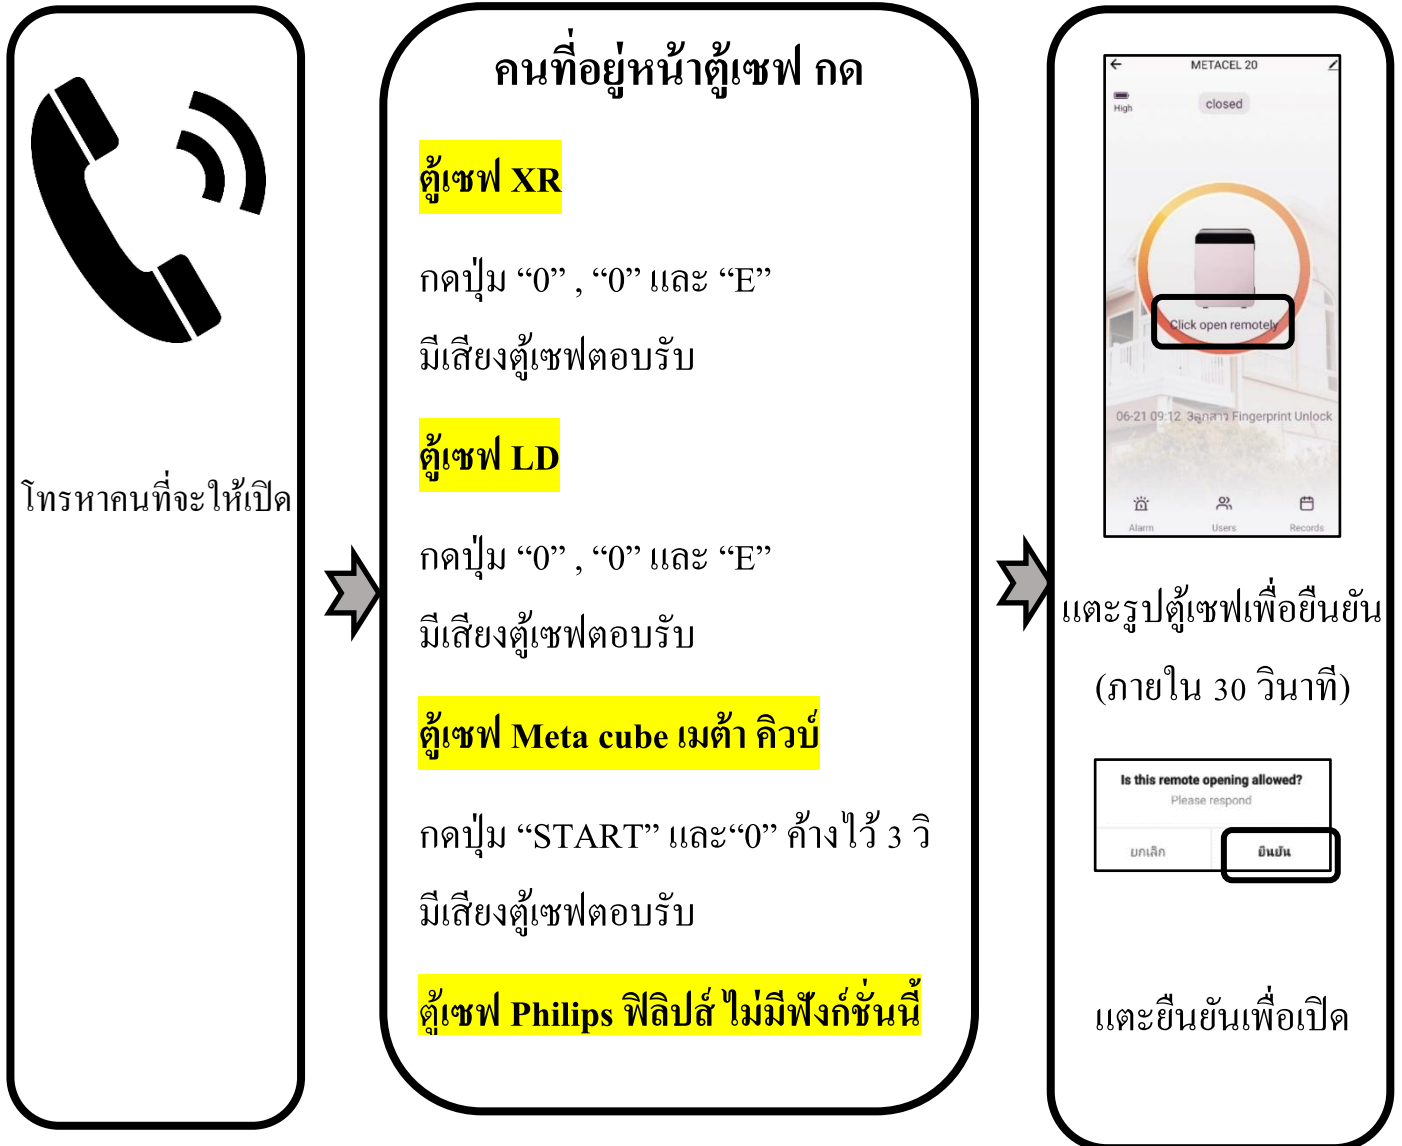 โทรหาคนที่จะให้เปิด
คนที่อยู่หน้าตู้เซฟ กด
ตู้เซฟ XR
กดปุ่ม “0” , “0” และ “E”
มีเสียงตู้เซฟตอบรับ
ตู้เซฟ LD
กดปุ่ม “0” , “0” และ “E”
มีเสียงตู้เซฟตอบรับ
ตู้เซฟ Meta cube เมต้า คิวบ์
กดปุ่ม “START” และ“0” ค้างไว้ 3 วิ
มีเสียงตู้เซฟตอบรับ
ตู้เซฟ Philips ฟิลิปส์ ไม่มีฟังก์ชั่นนี้
METACEL 20
High
closed
Click open remotely
06-21 09:12 3ลูกสาว Fingerprint Unlock
Alarm Users Records
แตะรูปตู้เซฟเพื่อยืนยัน
(ภายใน 30 วินาที)
Is this remote opening allowed?
Please respond
ยกเลิก ยืนยัน
แตะยืนยันเพื่อเปิด